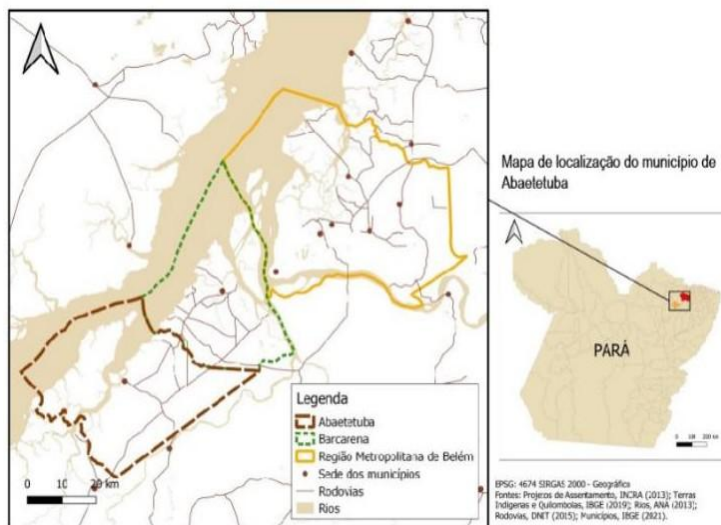 Mapa de localização do município de
Abaetetuba
PARÁ
Legenda
Abaetetuba
Barcarena
Região Metropolitana de Belém
Sede dos municípios
Rodovias
Rios
0 10 20 km
EPSG: 4674 SIRGAS 2000 - Geográfico
Fontes: Projetos de Assentamento, INCRA (2013); Terras
Indígenas e Quilombolas, IBGE (2019); Rios, ANA (2013);
Rodovias, DNIT (2015); Municípios, IBGE (2021).